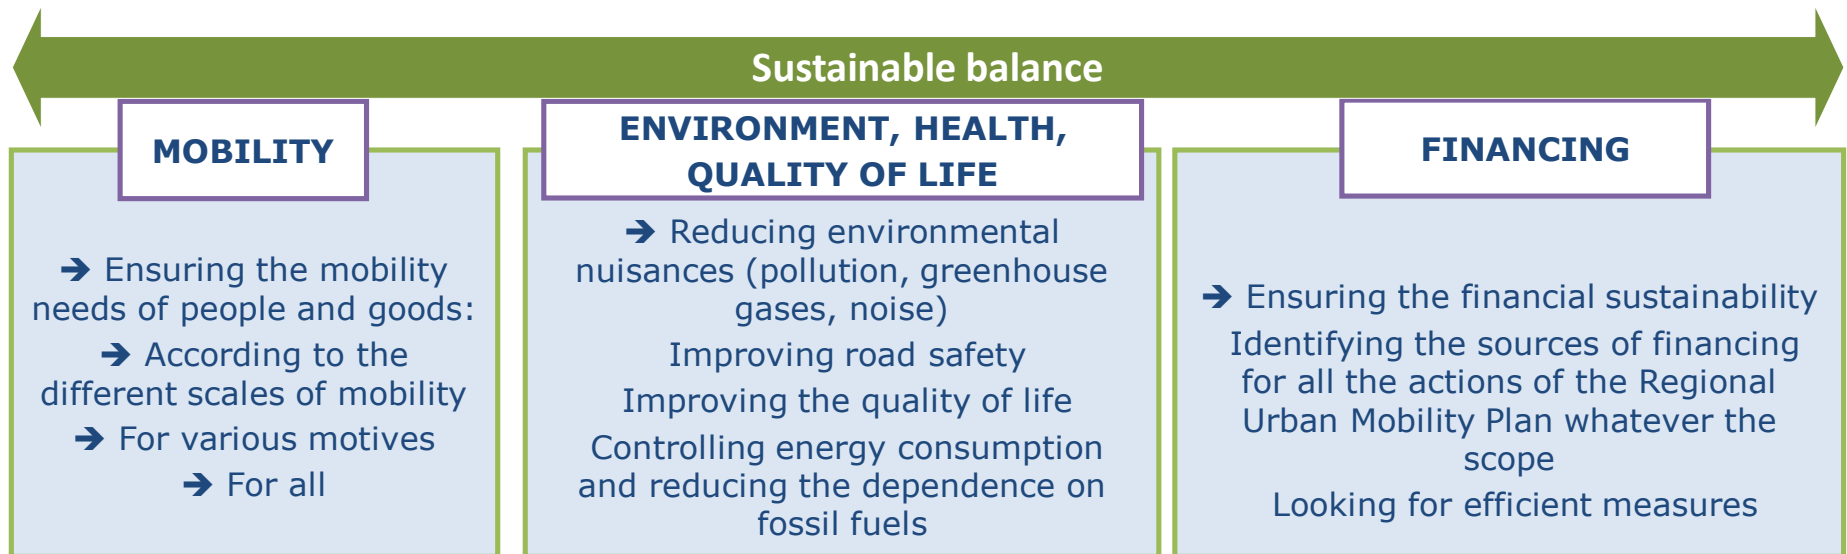 Sustainable balance
MOBILITY
➔ Ensuring the mobility
needs of people and goods:
➔ According to the
different scales of mobility
➔ For various motives
➔ For all
ENVIRONMENT, HEALTH,
QUALITY OF LIFE
➔ Reducing environmental
nuisances (pollution, greenhouse
gases, noise)
Improving road safety
Improving the quality of life
Controlling energy consumption
and reducing the dependence on
fossil fuels
FINANCING
➔ Ensuring the financial sustainability
Identifying the sources of financing
for all the actions of the Regional
Urban Mobility Plan whatever the
scope
Looking for efficient measures